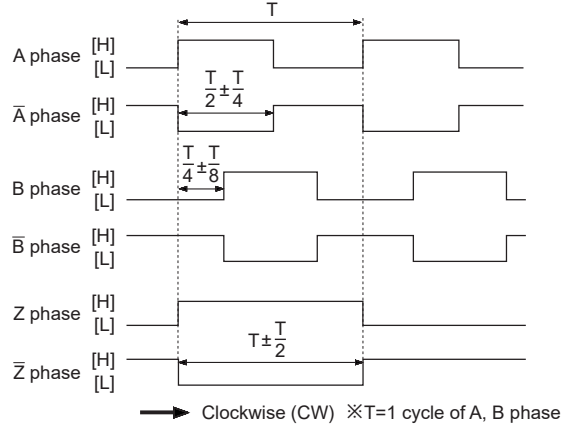 T
A phase [H]
[L]
A̅ phase [H]
[L]
T/2 ± T/4
T/4 ± T/8
B phase [H]
[L]
B̅ phase [H]
[L]
Z phase [H]
[L]
T ± T/2
Z̅ phase [H]
[L]
Clockwise (CW) ※T=1 cycle of A, B phase